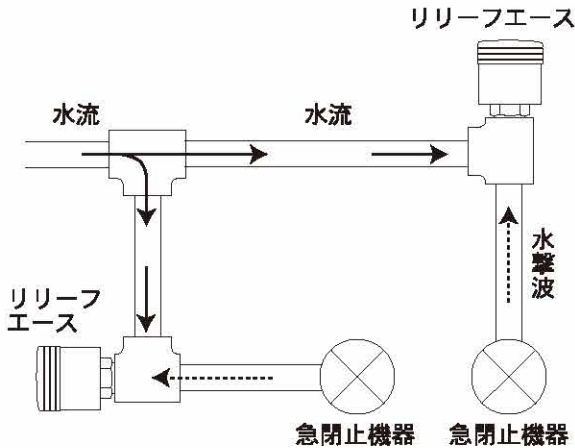 リリーフエース
水流
水流
水撃波
リリーフ
エース
急閉止機器
急閉止機器